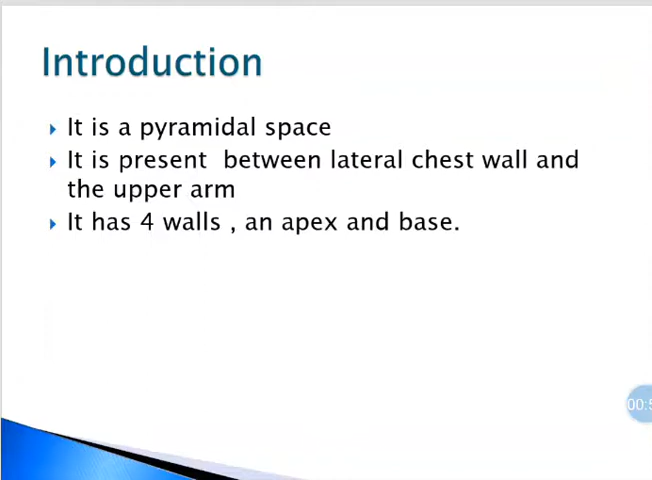 Introduction
It is a pyramidal space
It is present between lateral chest wall and
the upper arm
It has 4 walls , an apex and base.